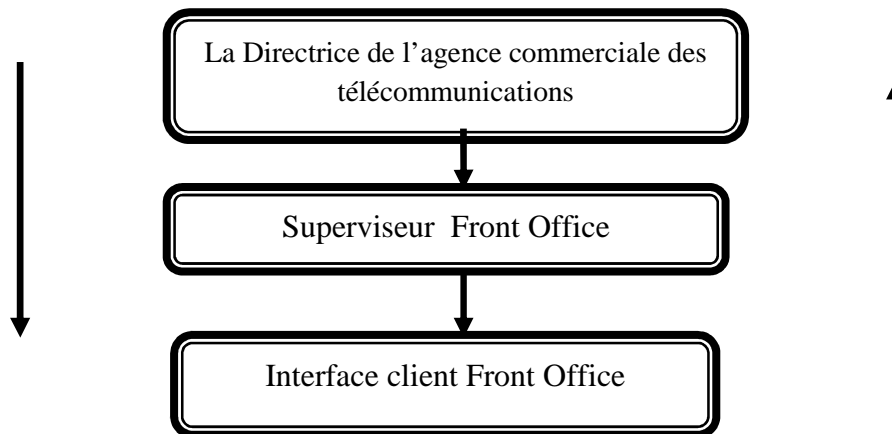 La Directrice de l’agence commerciale des
télécommunications
Superviseur  Front Office
Interface client Front Office